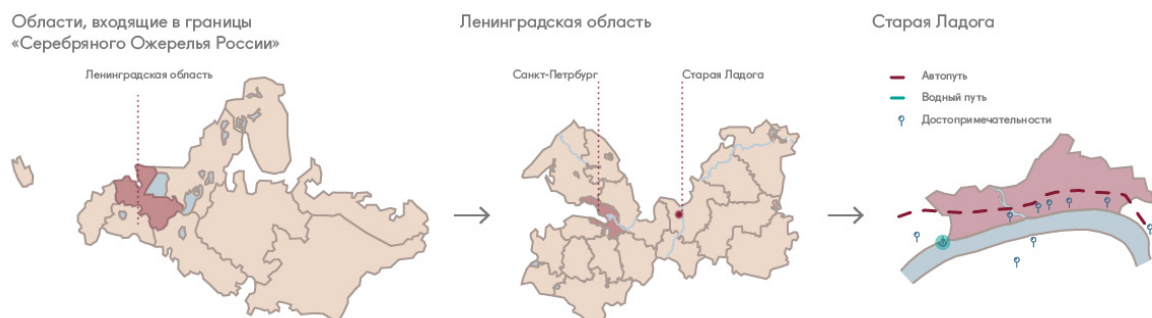 Области, входящие в границы
«Серебряного Ожерелья России»
Ленинградская область
Ленинградская область
Санкт-Петрбург
Старая Ладога
Старая Ладога
Автопуть
Водный путь
Достопримечательности